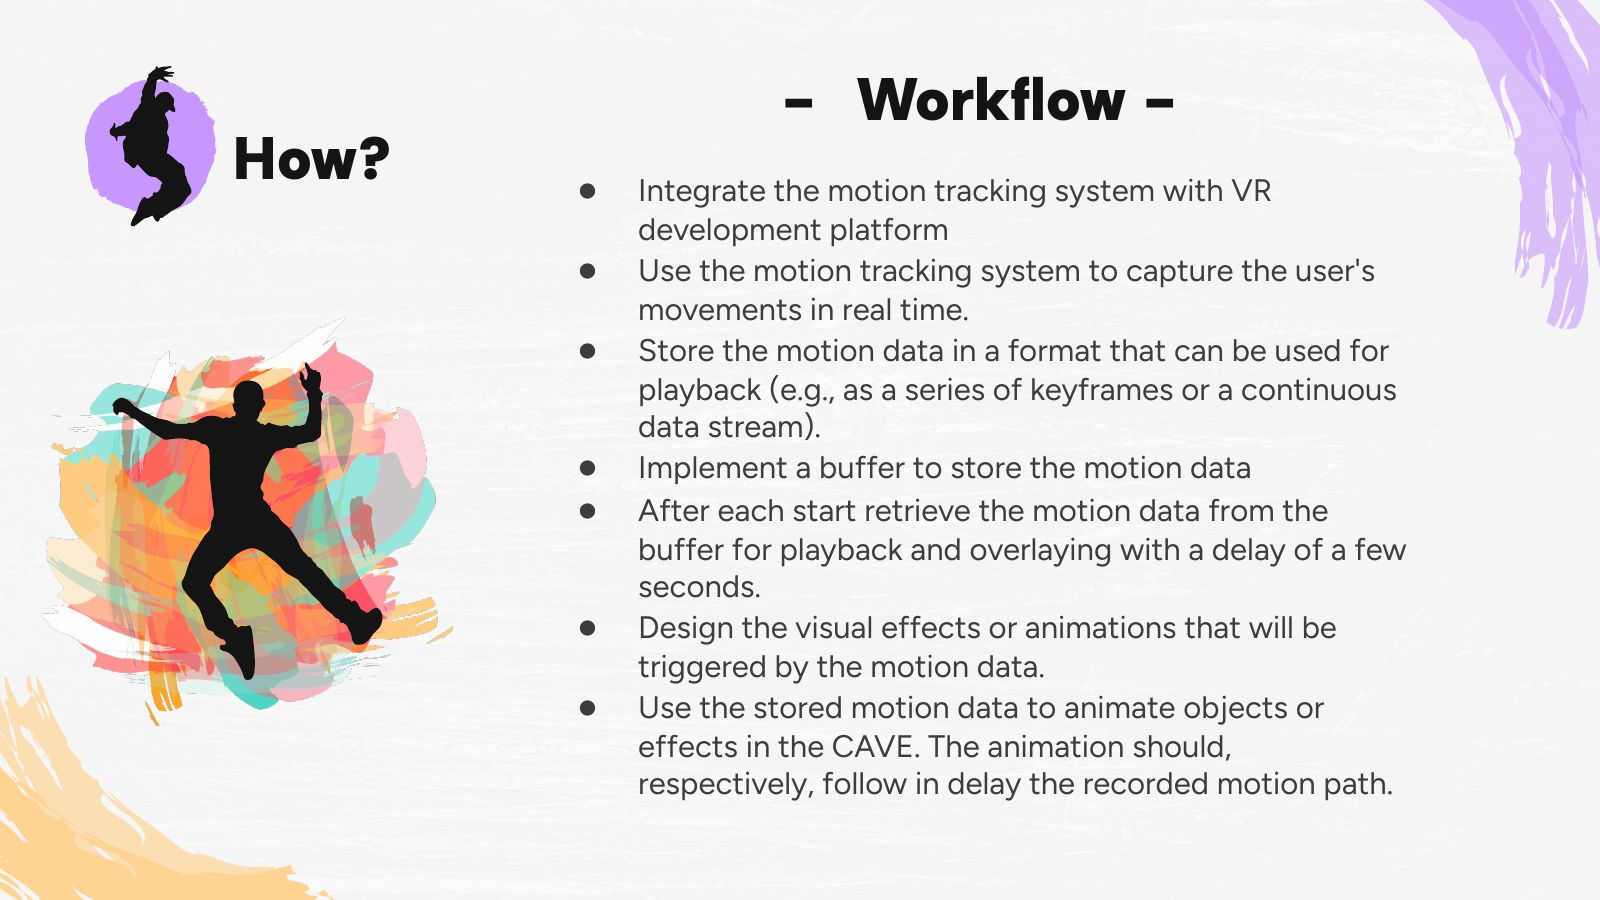 How?
– Workflow –
● Integrate the motion tracking system with VR
development platform
● Use the motion tracking system to capture the user's
movements in real time.
● Store the motion data in a format that can be used for
playback (e.g., as a series of keyframes or a continuous
data stream).
● Implement a buffer to store the motion data
● After each start retrieve the motion data from the
buffer for playback and overlaying with a delay of a few
seconds.
● Design the visual effects or animations that will be
triggered by the motion data.
● Use the stored motion data to animate objects or
effects in the CAVE. The animation should,
respectively, follow in delay the recorded motion path.